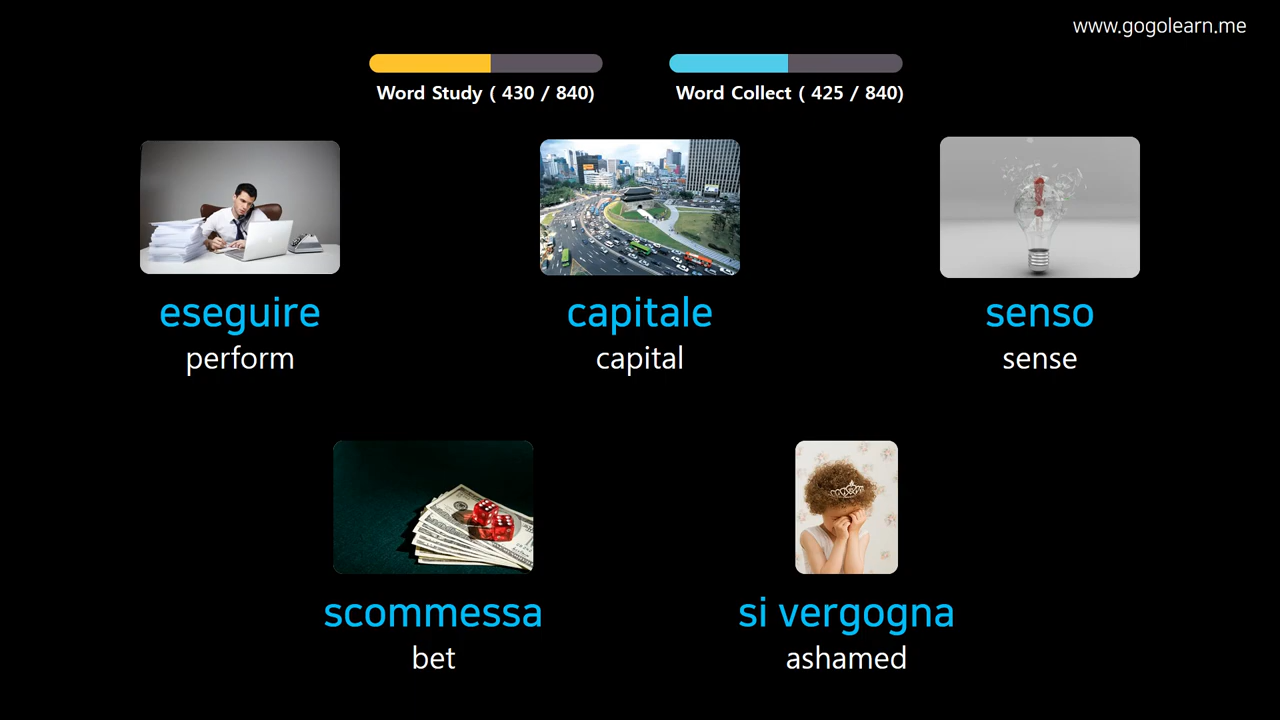 www.gogolearn.me
Word Study ( 430 / 840)
Word Collect ( 425 / 840)
eseguire
perform
capitale
capital
senso
sense
scommessa
bet
si vergogna
ashamed